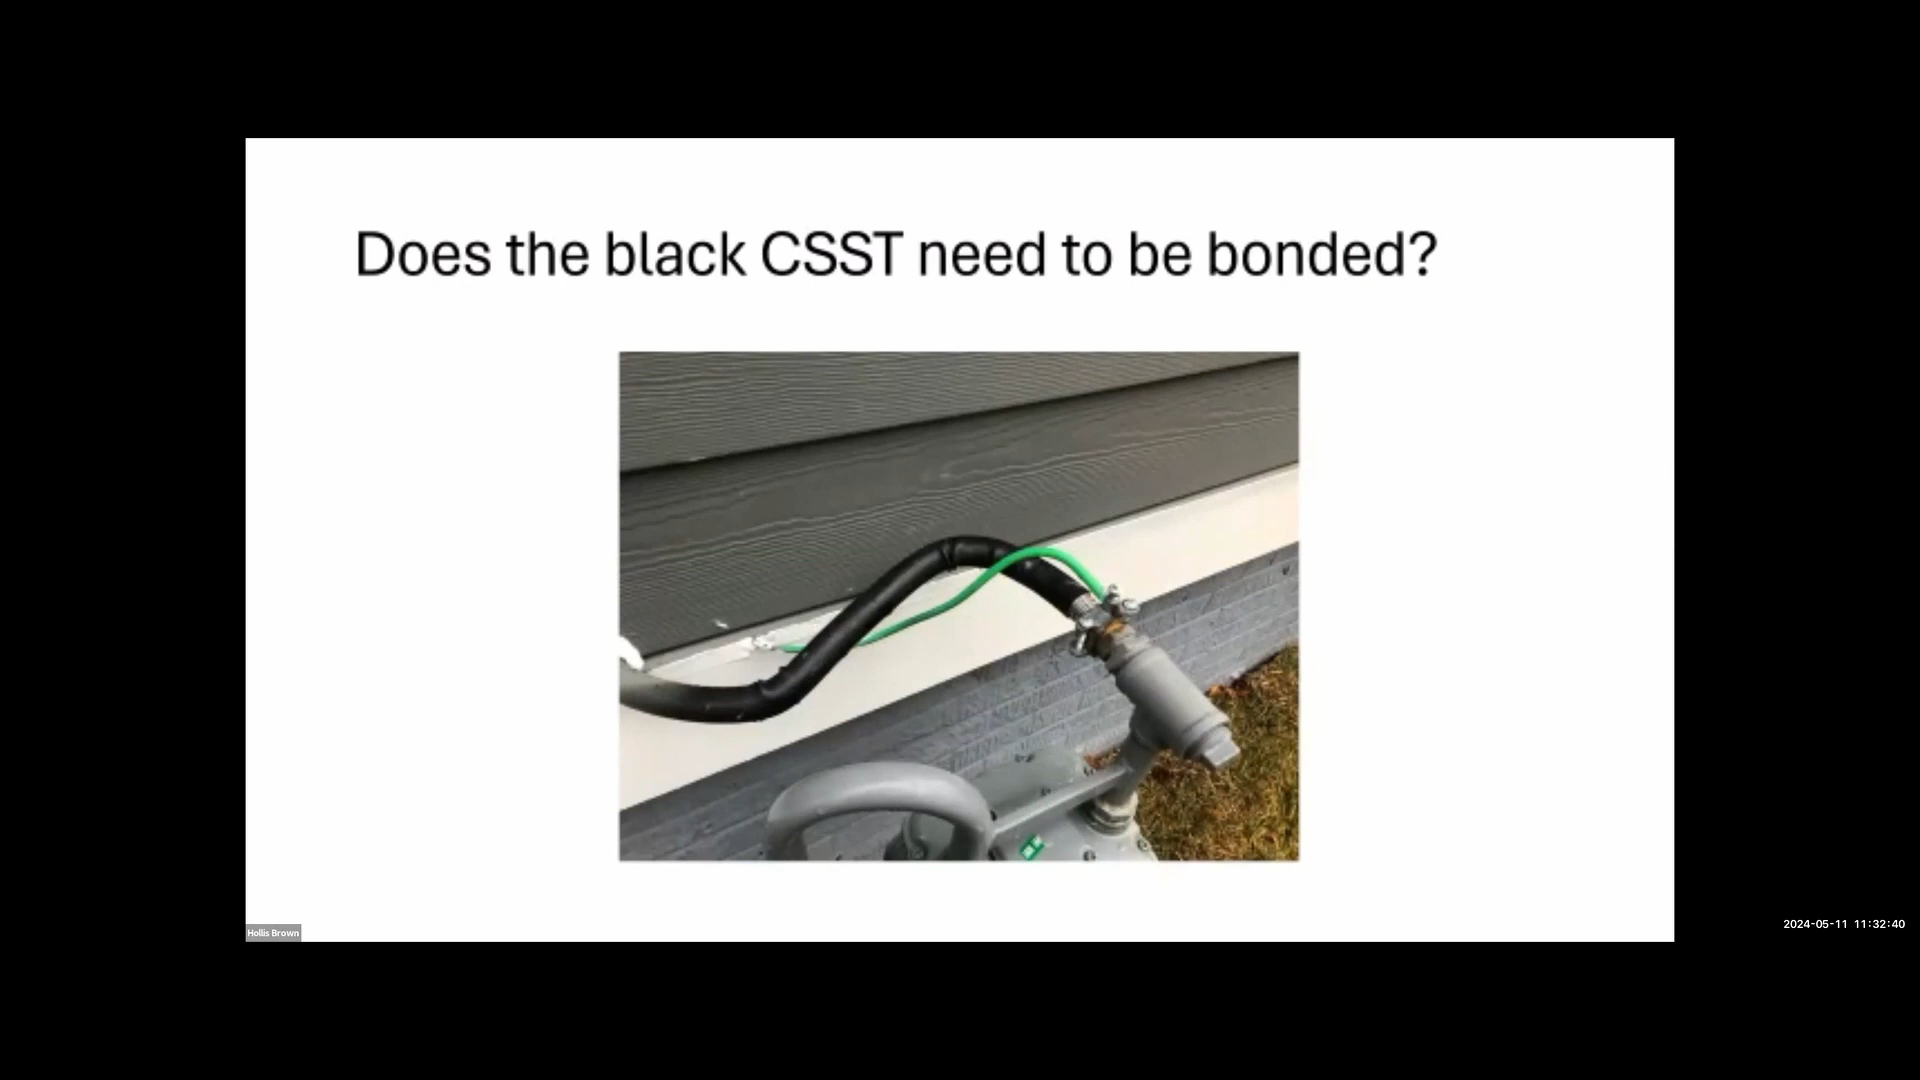 Does the black CSST need to be bonded?
Hollis Brown
2024-05-11 11:32:40